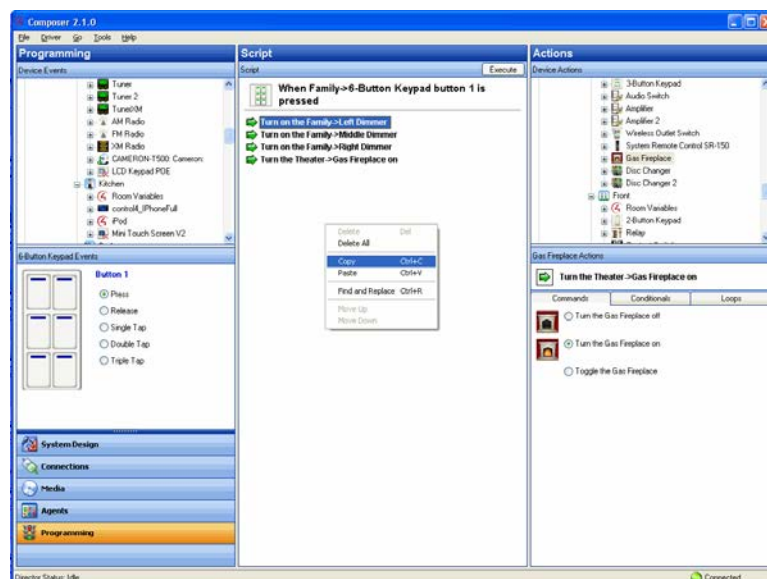 Composer 2.1.0
File Driver Go Tools Help
Programming
Device Events
Tuner
Tuner 2
TunerXM
AM Radio
FM Radio
XM Radio
CAMERON-T500: Cameron:
LCD Keypad POE
Kitchen
Room Variables
control4_IPhoneFull
iPod
Mini Touch Screen V2
6-Button Keypad Events
Button 1
Press
Release
Single Tap
Double Tap
Triple Tap
System Design
Connections
Media
Agents
Programming
Script
Script Execute
When Family->6-Button Keypad button 1 is
pressed
Turn on the Family->Left Dimmer
Turn on the Family->Middle Dimmer
Turn on the Family->Right Dimmer
Turn the Theater->Gas Fireplace on
Delete Del
Delete All
Copy Ctrl+C
Paste Ctrl+V
Find and Replace Ctrl+R
Move Up
Move Down
Actions
Device Actions
3-Button Keypad
Audio Switch
Amplifier
Amplifier 2
Wireless Outlet Switch
System Remote Control SR-150
Gas Fireplace
Disc Changer
Disc Changer 2
Front
Room Variables
2-Button Keypad
Relay
Gas Fireplace Actions
Turn the Theater->Gas Fireplace on
Commands Conditionals Loops
Turn the Gas Fireplace off
Turn the Gas Fireplace on
Toggle the Gas Fireplace
Director Status: Idle Connected